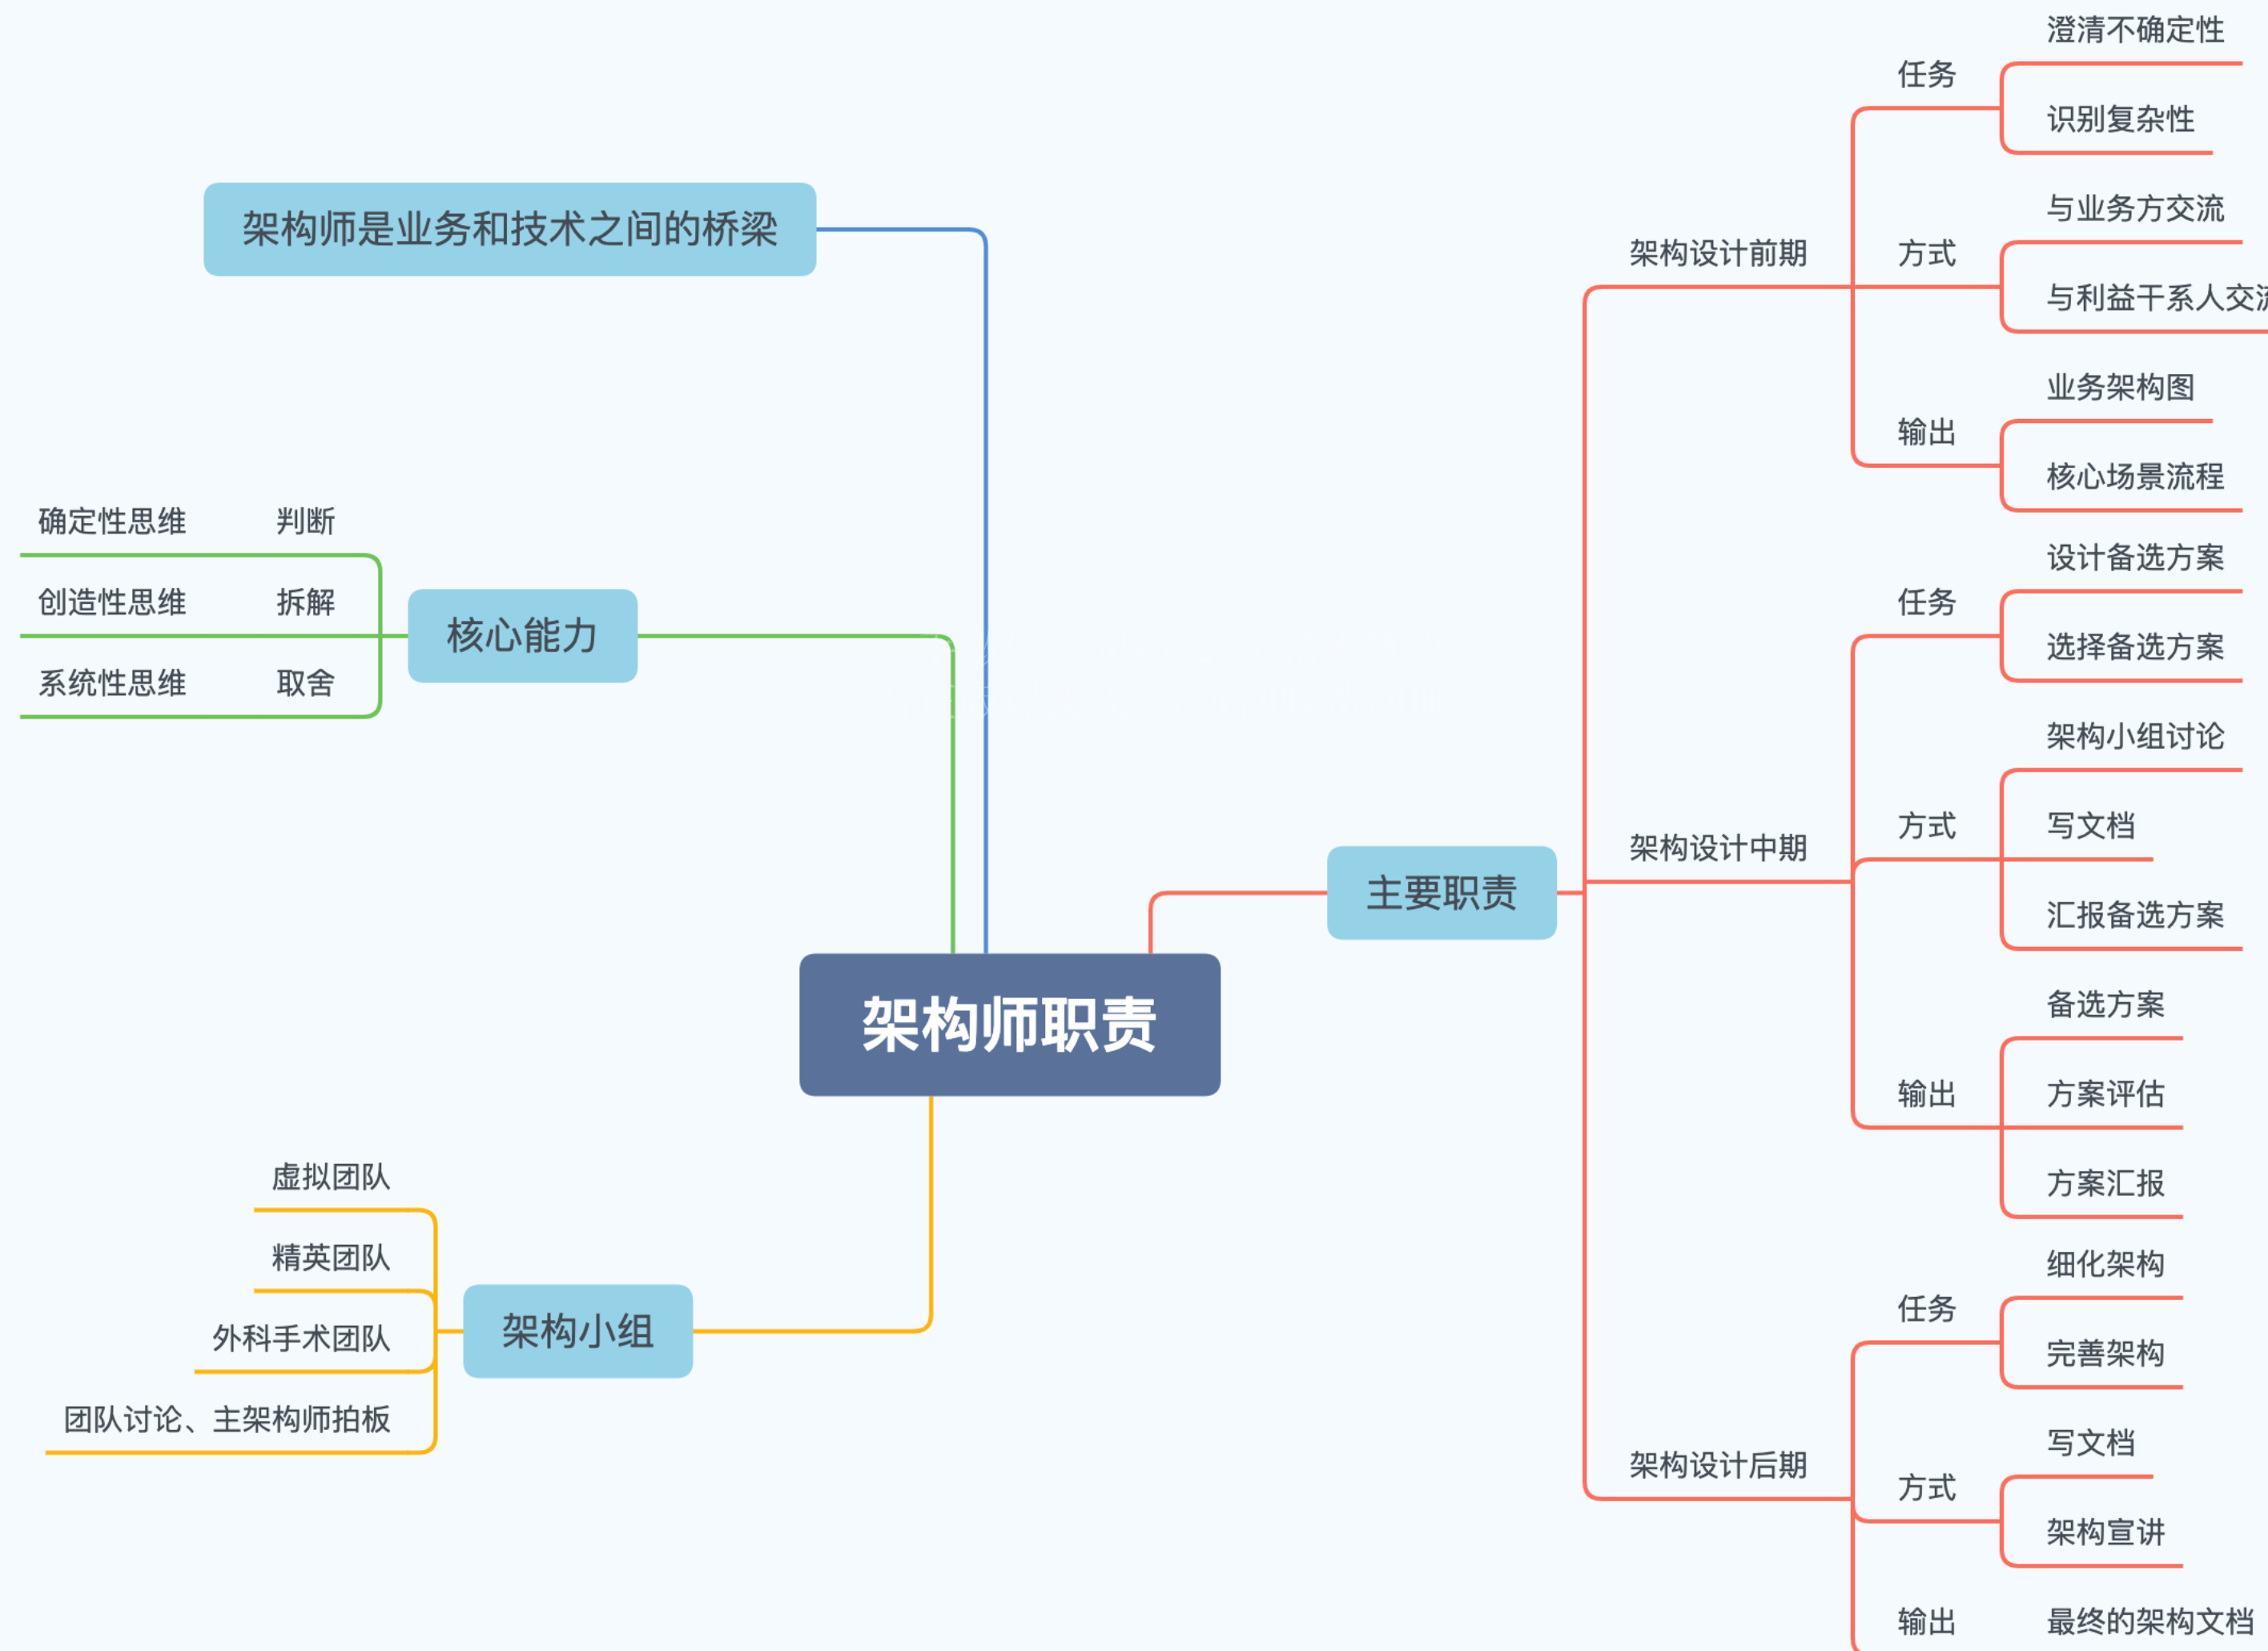 架构师职责
架构师是业务和技术之间的桥梁
核心能力
判断
确定性思维
拆解
创造性思维
取舍
系统性思维
架构小组
虚拟团队
精英团队
外科手术团队
团队讨论、主架构师拍板
主要职责
架构设计前期
任务
澄清不确定性
识别复杂性
方式
与业务方交流
与利益干系人交流
输出
业务架构图
核心场景流程
架构设计中期
任务
设计备选方案
选择备选方案
方式
架构小组讨论
写文档
汇报备选方案
输出
备选方案
方案评估
方案汇报
架构设计后期
任务
细化架构
完善架构
方式
写文档
架构宣讲
输出
最终的架构文档